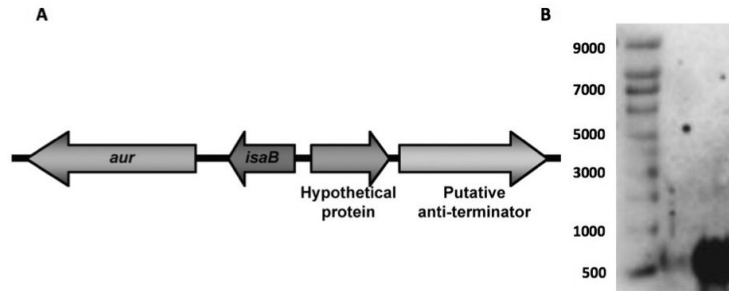 A
aur
isaB
Hypothetical
protein
Putative
anti-terminator
B
9000
7000
5000
3000
1000
500